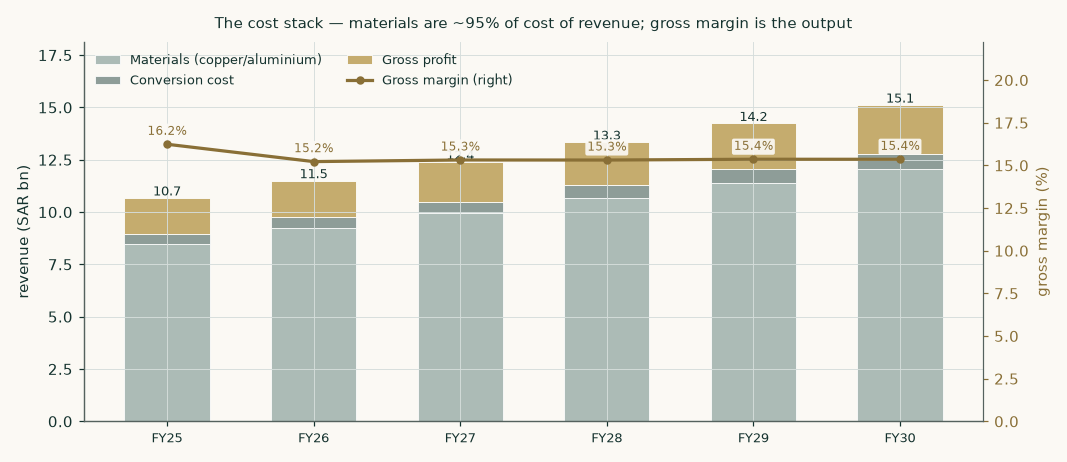 The cost stack — materials are ~95% of cost of revenue; gross margin is the output
Materials (copper/aluminium)
Conversion cost
Gross profit
Gross margin (right)
revenue (SAR bn)
17.5
15.0
12.5
10.0
7.5
5.0
2.5
0.0
16.2%
15.2%
15.3%
15.3%
15.4%
15.4%
10.7
11.5
13.3
14.2
15.1
FY25
FY26
FY27
FY28
FY29
FY30
20.0
17.5
15.0
12.5
10.0
7.5
5.0
2.5
0.0
gross margin (%)